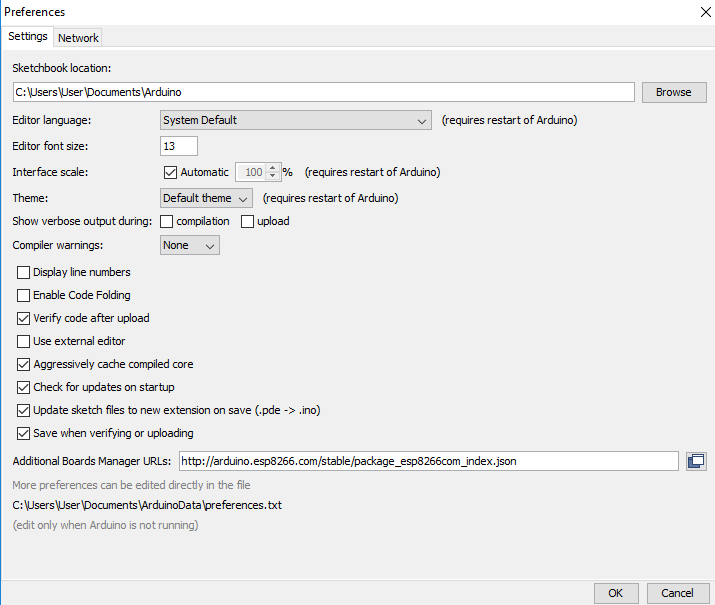 Preferences
Settings Network
Sketchbook location:
C:\Users\User\Documents\Arduino Browse
Editor language: System Default (requires restart of Arduino)
Editor font size: 13
Interface scale: Automatic 100 % (requires restart of Arduino)
Theme: Default theme (requires restart of Arduino)
Show verbose output during: compilation upload
Compiler warnings: None
Display line numbers
Enable Code Folding
Verify code after upload
Use external editor
Aggressively cache compiled core
Check for updates on startup
Update sketch files to new extension on save (.pde -> .ino)
Save when verifying or uploading
Additional Boards Manager URLs: http://arduino.esp8266.com/stable/package_esp8266com_index.json
More preferences can be edited directly in the file
C:\Users\User\Documents\ArduinoData\preferences.txt
(edit only when Arduino is not running)
OK Cancel